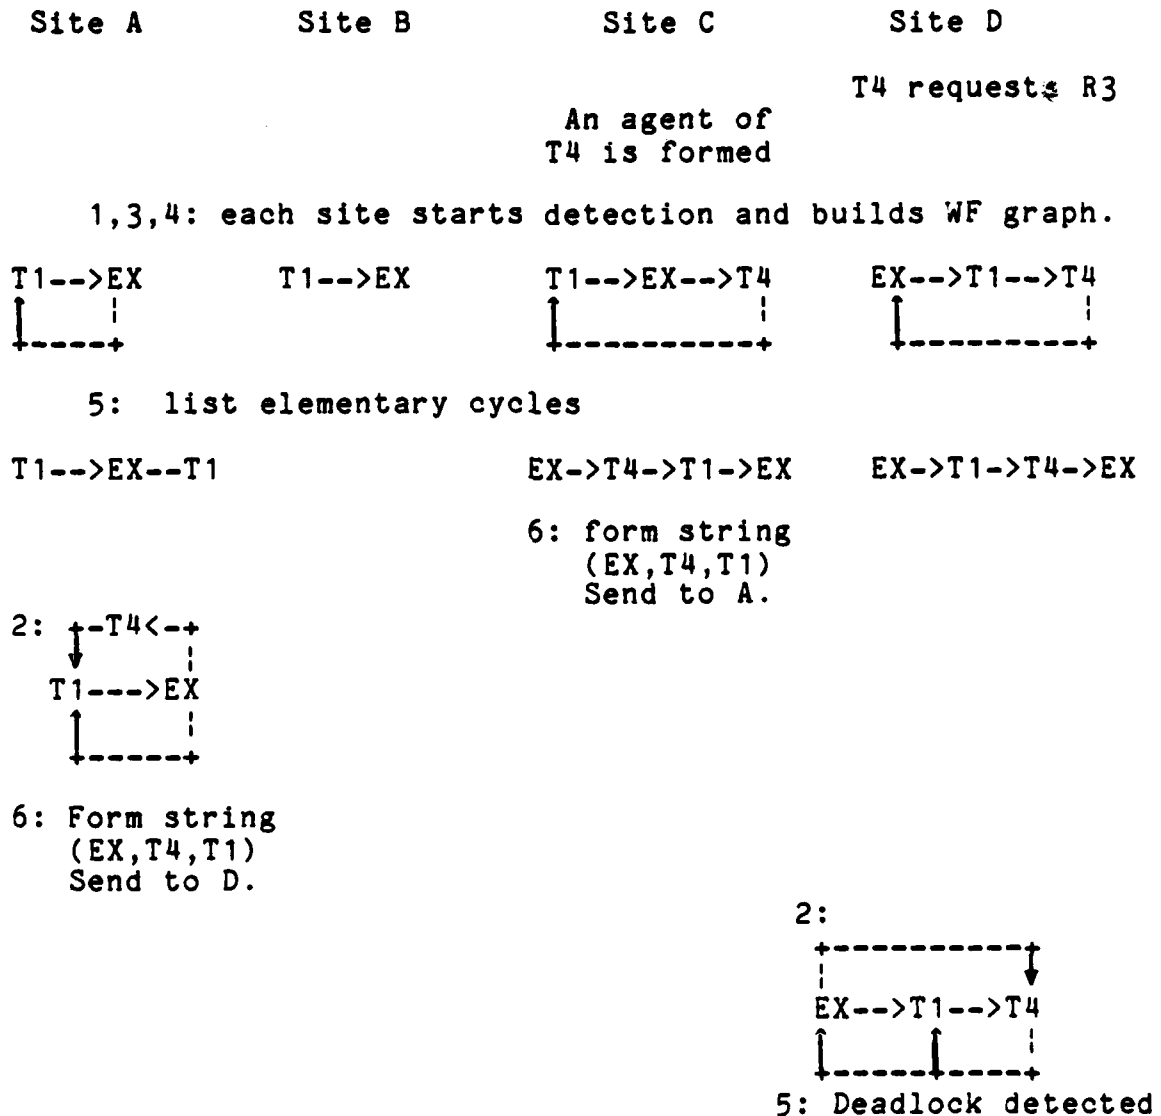 Site A Site B Site C Site D
T4 requests R3
An agent of
T4 is formed
1,3,4: each site starts detection and builds WF graph.
T1-->EX T1-->EX T1-->EX-->T4 EX-->T1-->T4
5: list elementary cycles
T1-->EX--T1 EX->T4->T1->EX EX->T1->T4->EX
6: form string
(EX,T4,T1)
Send to A.
2: +-T4<-+
T1--->EX
6: Form string
(EX,T4,T1)
Send to D.
2:
EX-->T1-->T4
5: Deadlock detected